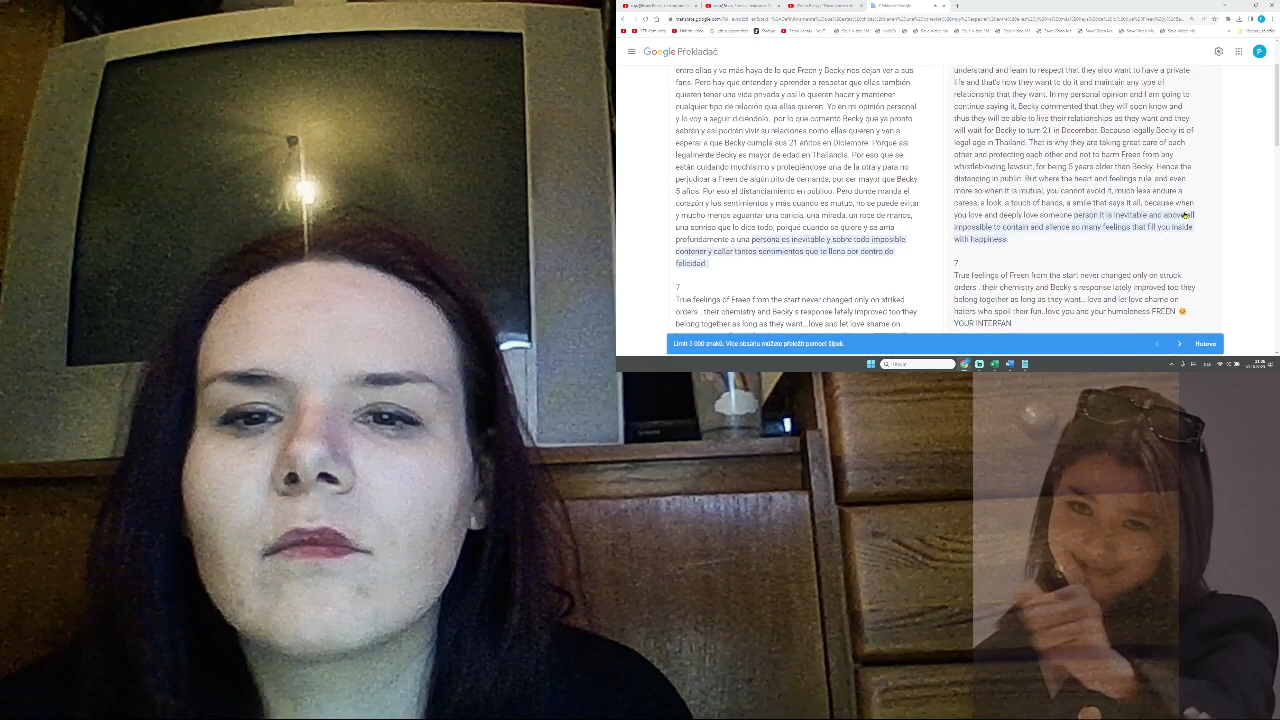 Google Překladač
P
entre ellas y va más haya de lo que Freen y Becky nos dejan ver a sus
fans. Pero hay que entender y aprender a respetar que ellas también
quieren tener una vida privada y así lo quieren hacer y mantener
cualquier tipo de relación que ellas quieren. Yo en mi opinión personal
y lo voy a seguir diciéndolo, por lo que comentó Becky que ya pronto
sebrén y así podrán vivir su relaciones como ellas quieren y van a
esperar a que Becky cumpla sus 21 añitos en Diciembre. Porqué así
legalmente Becky es mayor de edad en Thailandia. Por eso que se
están cuidando muchísimo y protegiéndose una de la otra y para no
perjudicar a Freen de algún pito de demanda, por ser mayor que Becky
5 años. Por eso el distanciamiento en público. Pero donde manda el
corazón y los sentimientos y más cuando es mutuo, no se puede evitar
y mucho menos aguantar una caricia, una mirada, un roce de manos,
una sonrisa que lo dice todo, porqué cuando se quiere y se ama
profundamente a una persona es inevitable y sobre todo imposible
contener y callar tantos sentimientos que te llena por dentro de
felicidad..
7
True feelings of Freen from the start never changed only on striked
orders ..their chemistry and Becky's response lately improved too they
belong together as long as they want...love and let love shame on
understand and learn to respect that they also want to have a private
life and that's how they want to do it and maintain any type of
relationship that they want. In my personal opinion and I am going to
continue saying it, Becky commented that they will soon know and
thus they will be able to live their relationships as they want and they
will wait for Becky to turn 21 in December. Because legally Becky is of
legal age in Thailand. That is why they are taking great care of each
other and protecting each other and not to harm Freen from any
whistleblowing lawsuit, for being 5 years older than Becky. Hence the
distancing in public. But where the heart and feelings rule and even
more so when it is mutual, you cannot avoid it, much less endure a
caress, a look, a touch of hands, a smile that says it all, because when
you love and deeply love someone person it is inevitable and above all
impossible to contain and silence so many feelings that fill you inside
with happiness.
7
True feelings of Freen from the start never changed only on struck
orders ..their chemistry and Becky's response lately improved too they
belong together as long as they want...love and let love shame on
haters who spoil their fun..love you and your humbleness FREEN 😊
YOUR INTERFAN
Limit 5 000 znaků. Více obsahu můžete přeložit pomocí šipek.
Hotovo
Hledat